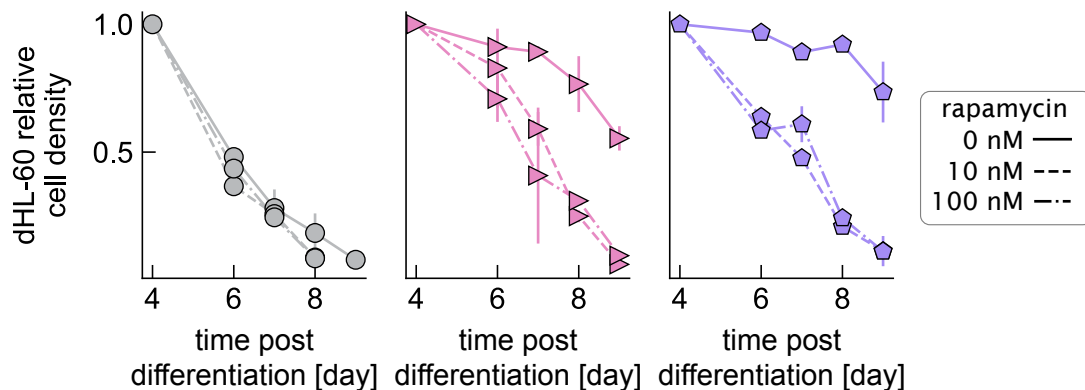 dHL-60 relative
cell density
1.0
0.5
4 6 8
time post
differentiation [day]
4 6 8
time post
differentiation [day]
4 6 8
time post
differentiation [day]
rapamycin
0 nM
10 nM
100 nM